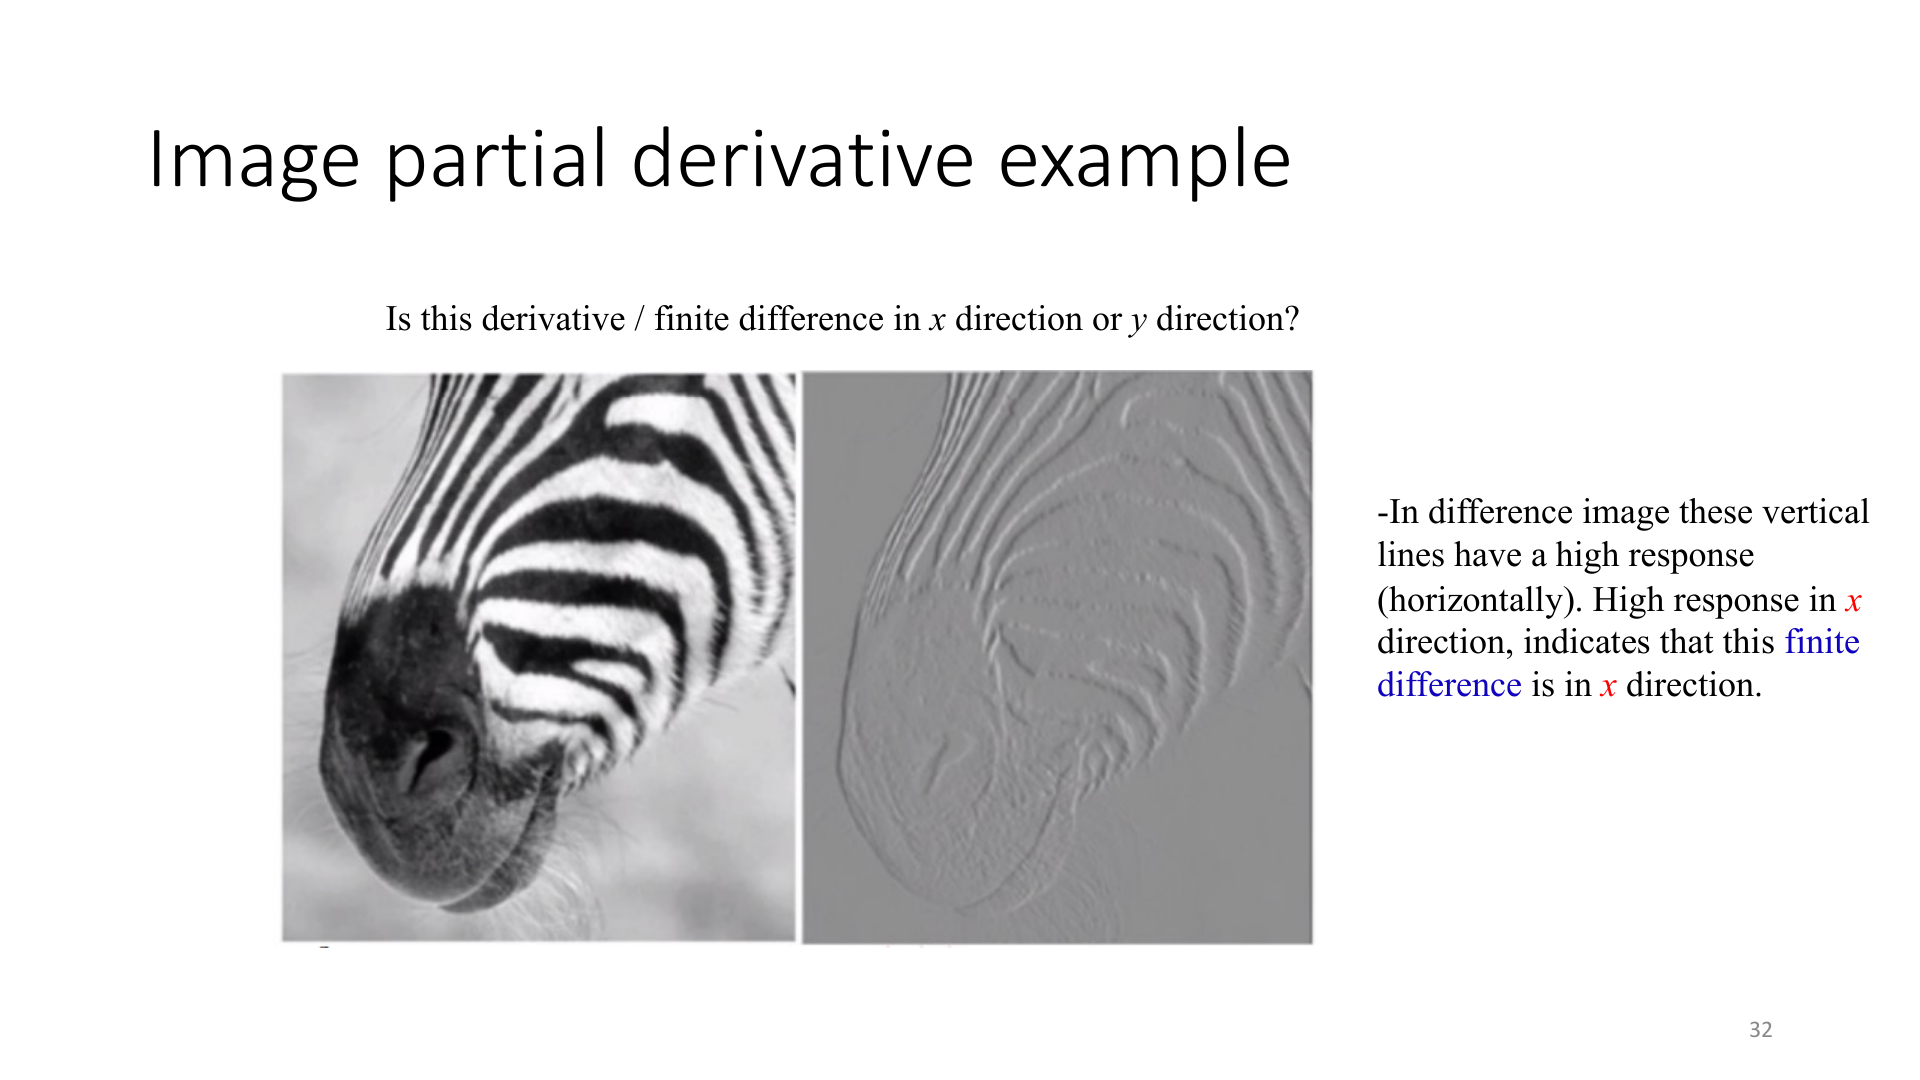 Image partial derivative example
Is this derivative / finite difference in x direction or y direction?
-In difference image these vertical
lines have a high response
(horizontally). High response in x
direction, indicates that this finite
difference is in x direction.
32